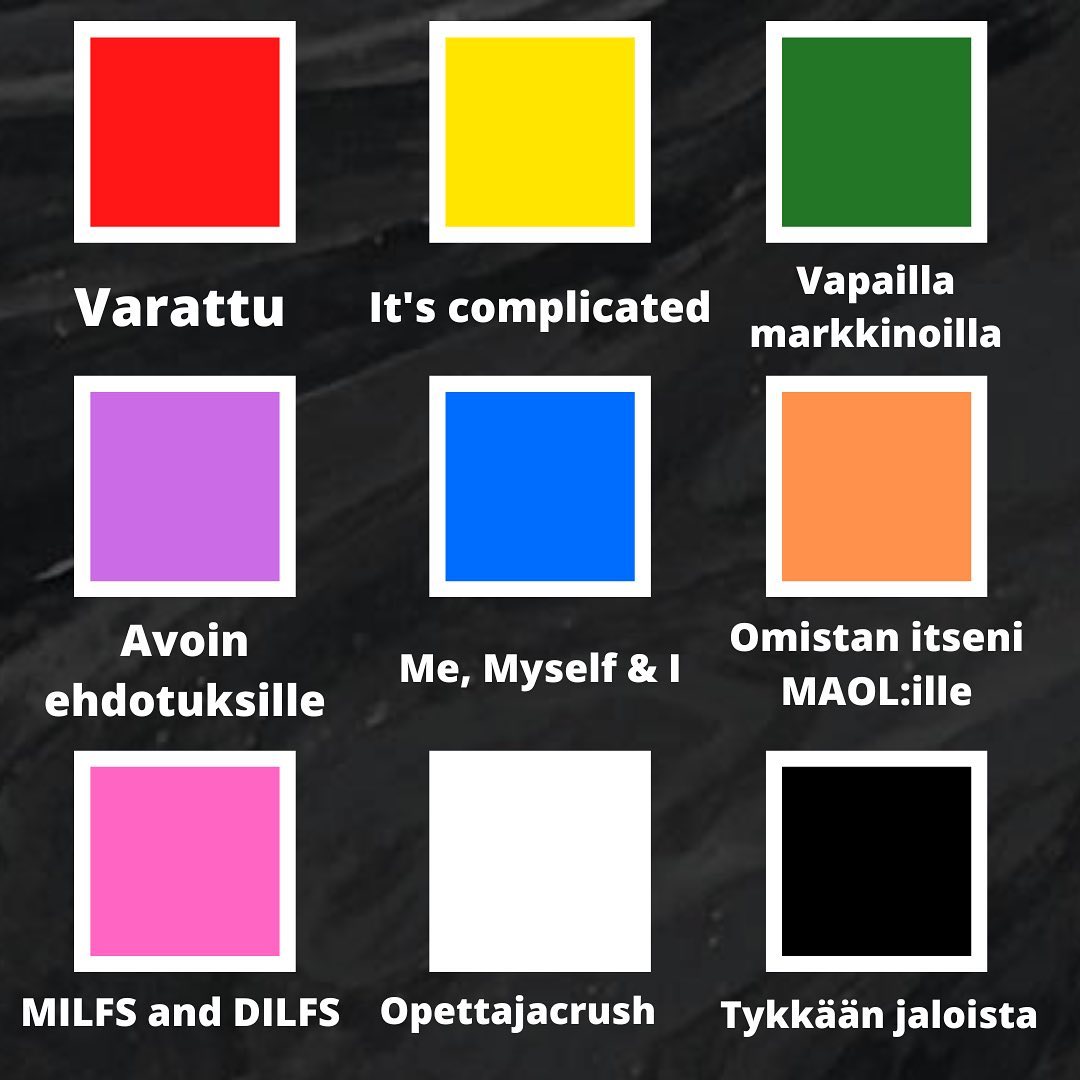 Varattu
It's complicated
Vapailla
markkinoilla
Avoin
ehdotuksille
Me, Myself & I
Omistan itseni
MAOL:ille
MILFS and DILFS
Opettajacrush
Tykkään jaloista